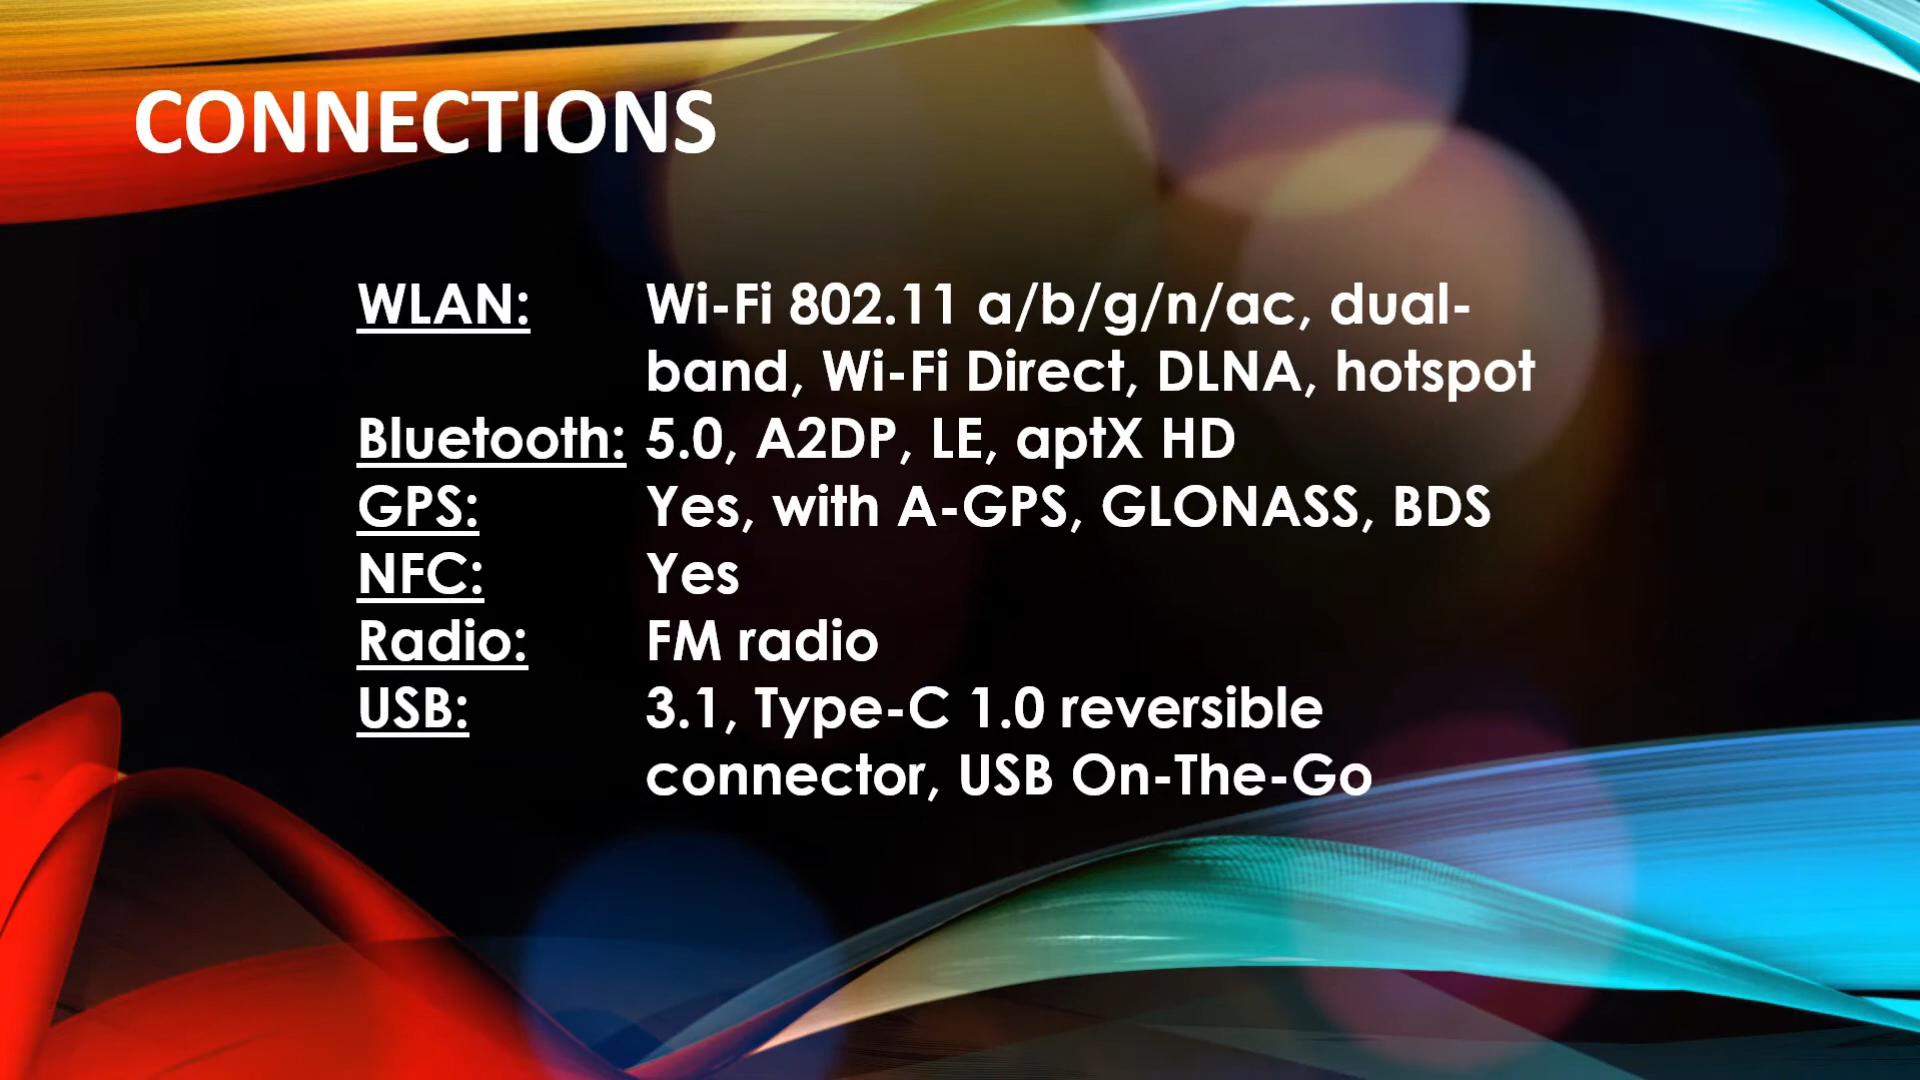 CONNECTIONS
WLAN: Wi-Fi 802.11 a/b/g/n/ac, dual-
band, Wi-Fi Direct, DLNA, hotspot
Bluetooth: 5.0, A2DP, LE, aptX HD
GPS: Yes, with A-GPS, GLONASS, BDS
NFC: Yes
Radio: FM radio
USB: 3.1, Type-C 1.0 reversible
connector, USB On-The-Go